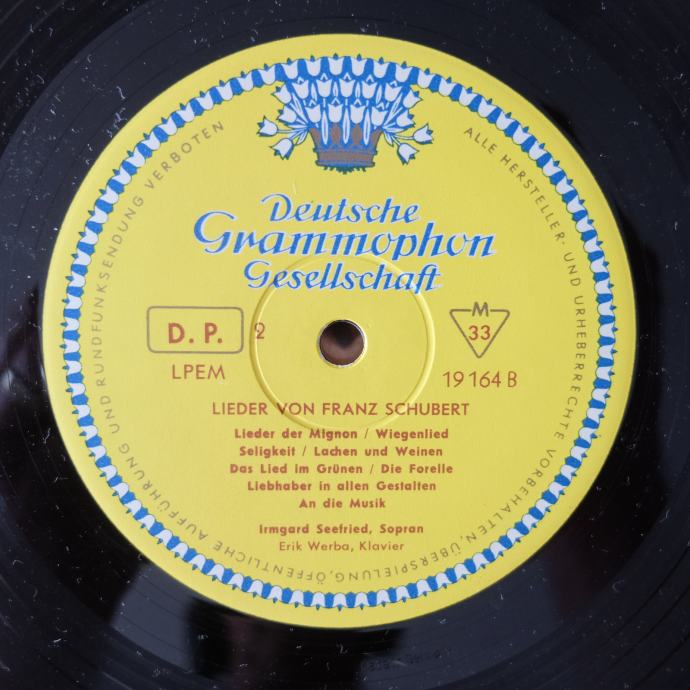 Deutsche
Grammophon
Gesellschaft
D. P. 2
M
33
LPEM
19 164 B
LIEDER VON FRANZ SCHUBERT
Lieder der Mignon / Wiegenlied
Seligkeit / Lachen und Weinen
Das Lied im Grünen / Die Forelle
Liebhaber in allen Gestalten
An die Musik
Irmgard Seefried, Sopran
Erik Werba, Klavier
ALLE HERSTELLER- UND URHEBERRECHTE VORBEHALTEN, ÜBERSPIELUNG, ÖFFENTLICHE AUFFÜHRUNG UND RUNDFUNKSENDUNG VERBOTEN